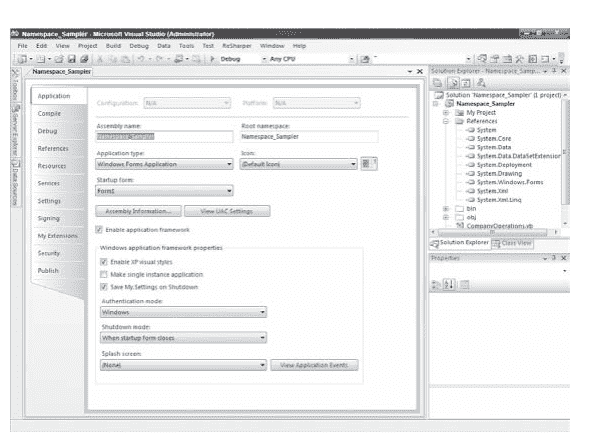 Namespace_Sampler - Microsoft Visual Studio (Administrator)
File Edit View Project Build Debug Data Tools Test ReSharper Window Help
Debug Any CPU
Namespace_Sampler
Solution Explorer - Namespace_Samp...
Toolbox
Server Explorer
Data Sources
Application
Compile
Debug
References
Resources
Services
Settings
Signing
My Extensions
Security
Publish
Configuration: N/A Platform: N/A
Assembly name: Root namespace:
Namespace_Sampler Namespace_Sampler
Application type: Icon:
Windows Forms Application (Default Icon)
Startup form:
Form1
Assembly Information... View UAC Settings
Enable application framework
Windows application framework properties
Enable XP visual styles
Make single instance application
Save My.Settings on Shutdown
Authentication mode:
Windows
Shutdown mode:
When startup form closes
Splash screen:
(None) View Application Events
Solution 'Namespace_Sampler' (1 project)
Namespace_Sampler
My Project
References
System
System.Core
System.Data
System.Data.DataSetExtension
System.Deployment
System.Drawing
System.Windows.Forms
System.Xml
System.Xml.Linq
bin
obj
CompanyOperations.vb
Solution Explorer Class View
Properties